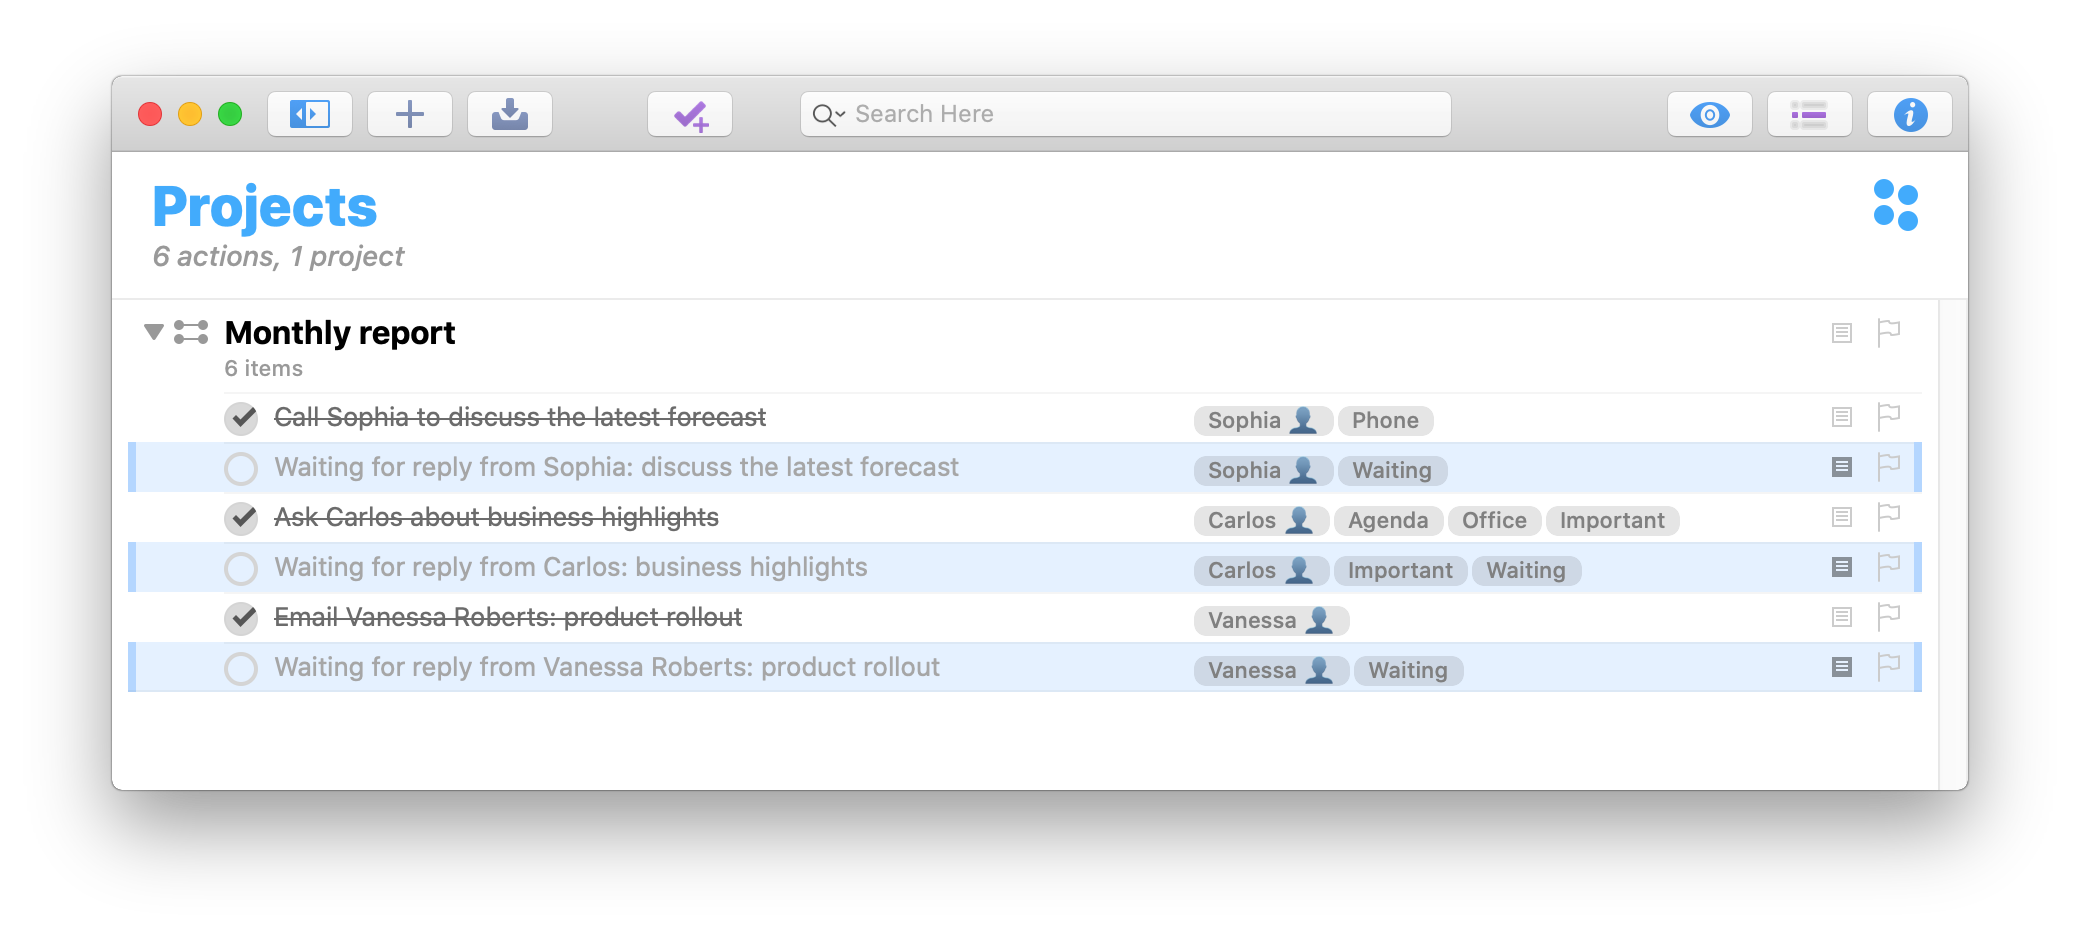 Search Here
Projects
6 actions, 1 project
Monthly report
6 items
Call Sophia to discuss the latest forecast Sophia 👤 Phone
Waiting for reply from Sophia: discuss the latest forecast Sophia 👤 Waiting
Ask Carlos about business highlights Carlos 👤 Agenda Office Important
Waiting for reply from Carlos: business highlights Carlos 👤 Important Waiting
Email Vanessa Roberts: product rollout Vanessa 👤
Waiting for reply from Vanessa Roberts: product rollout Vanessa 👤 Waiting